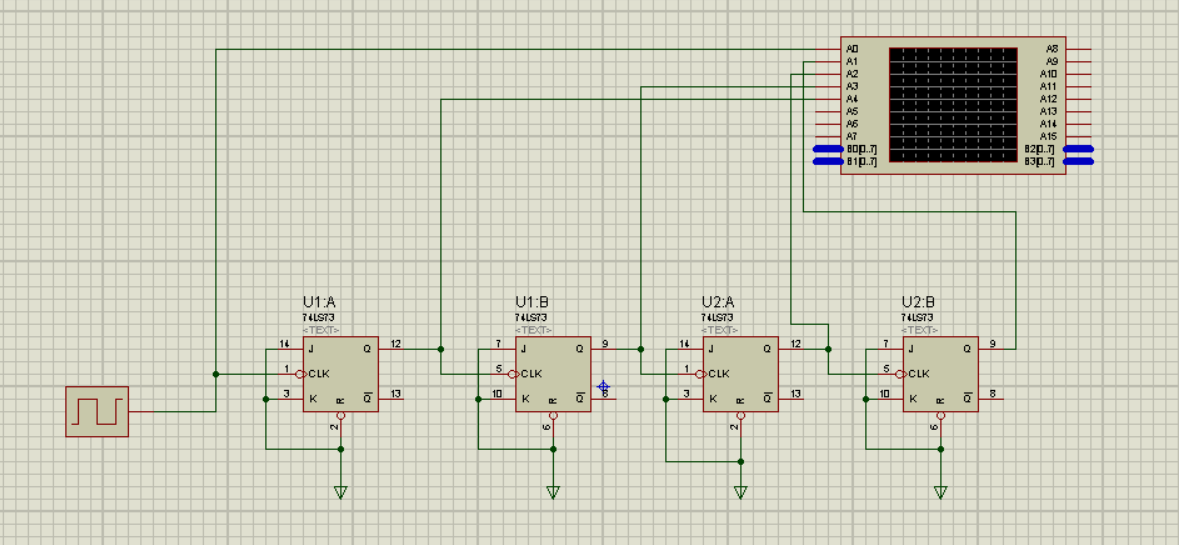 A0 A8
A1 A9
A2 A10
A3 A11
A4 A12
A5 A13
A6 A14
A7 A15
B0[0..7] B2[0..7]
B1[0..7] B3[0..7]
U1:A U1:B U2:A U2:B
74LS73 74LS73 74LS73 74LS73
<TEXT> <TEXT> <TEXT> <TEXT>
14 J Q 12 7 J Q 9 14 J Q 12 7 J Q 9
1 CLK 5 CLK 1 CLK 5 CLK
3 K R Q 13 10 K R Q 8 3 K R Q 13 10 K R Q 8
2 6 2 6